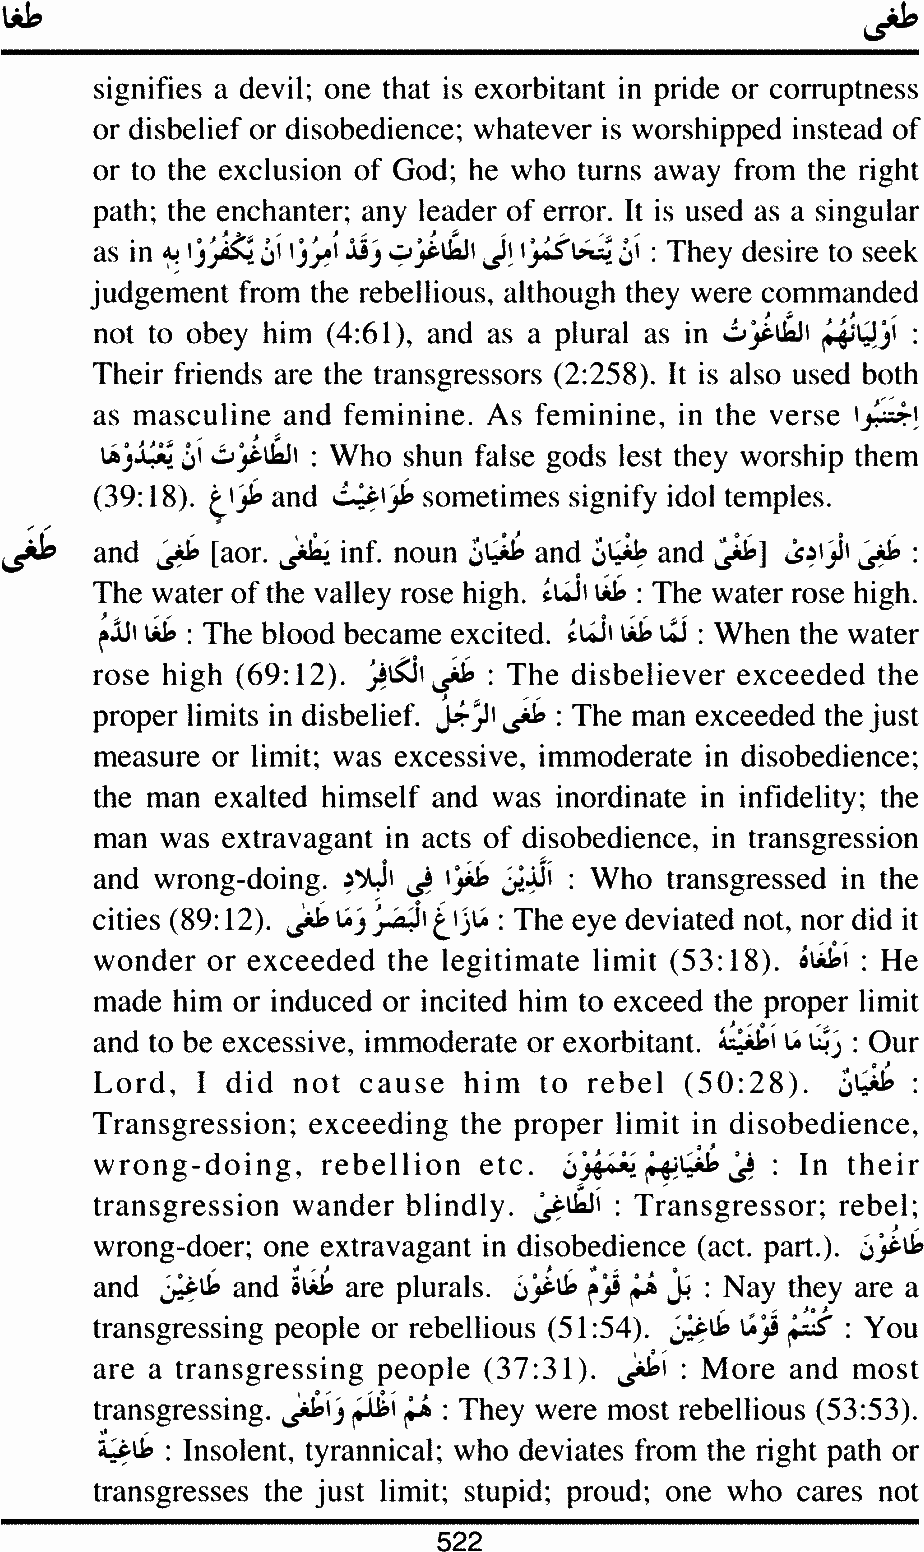 طغا طغى
signifies a devil; one that is exorbitant in pride or corruptness
or disbelief or disobedience; whatever is worshipped instead of
or to the exclusion of God; he who turns away from the right
path; the enchanter; any leader of error. It is used as a singular
as in اَنْ يَّتَحَاكَمُوْا اِلَى الطَّاغُوْتِ وَقَدْ اُمِرُوْا اَنْ يَّكْفُرُوْا بِهٖ : They desire to seek
judgement from the rebellious, although they were commanded
not to obey him (4:61), and as a plural as in اَوْلِيَائُهُمُ الطَّاغُوْتُ :
Their friends are the transgressors (2:258). It is also used both
as masculine and feminine. As feminine, in the verse اِجْتَنَبُوا
الطَّاغُوْتَ اَنْ يَّعْبُدُوْهَا : Who shun false gods lest they worship them
(39:18). طَوَاغٍ and طَوَاغِيْتُ sometimes signify idol temples.
طَغٰى and طَغِىَ [aor. يَطْغٰى inf. noun طُغْيَانٌ and طِغْيَانٌ and طَغْىٌ] طَغِىَ الْوَادِىْ :
The water of the valley rose high. طَغَا الْمَاءُ : The water rose high.
طَغَا الدَّمُ : The blood became excited. لَمَّا طَغَا الْمَاءُ : When the water
rose high (69:12). طَغَى الْكَافِرُ : The disbeliever exceeded the
proper limits in disbelief. طَغَى الرَّجُلُ : The man exceeded the just
measure or limit; was excessive, immoderate in disobedience;
the man exalted himself and was inordinate in infidelity; the
man was extravagant in acts of disobedience, in transgression
and wrong-doing. اَلَّذِيْنَ طَغَوْا فِى الْبِلَادِ : Who transgressed in the
cities (89:12). مَازَاغَ الْبَصَرُ وَمَا طَغٰى : The eye deviated not, nor did it
wonder or exceeded the legitimate limit (53:18). اَطْغَاهُ : He
made him or induced or incited him to exceed the proper limit
and to be excessive, immoderate or exorbitant. رَبَّنَا مَا اَطْغَيْتُهُ : Our
Lord, I did not cause him to rebel (50:28). طُغْيَانٌ :
Transgression; exceeding the proper limit in disobedience,
wrong-doing, rebellion etc. فِىْ طُغْيَانِهِمْ يَعْمَهُوْنَ : In their
transgression wander blindly. اَلطَّاغِىْ : Transgressor; rebel;
wrong-doer; one extravagant in disobedience (act. part.). طَاغُوْنَ
and طَاغِيْنَ and طُغَاةٌ are plurals. بَلْ هُمْ قَوْمٌ طَاغُوْنَ : Nay they are a
transgressing people or rebellious (51:54). كُنْتُمْ قَوْمًا طَاغِيْنَ : You
are a transgressing people (37:31). اَطْغٰى : More and most
transgressing. هُمْ اَظْلَمَ وَاَطْغٰى : They were most rebellious (53:53).
طَاغِيَةٌ : Insolent, tyrannical; who deviates from the right path or
transgresses the just limit; stupid; proud; one who cares not
522